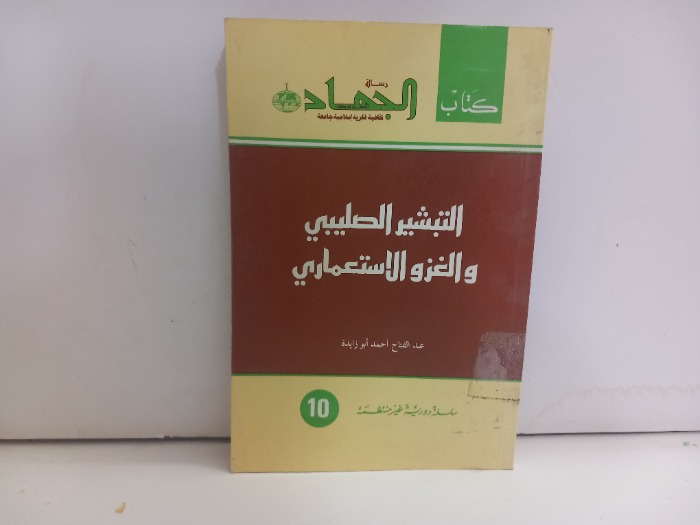 كتاب
رسالة
الجهاد
ثقافية فكرية إسلامية جامعة
التبشير الصليبي
والغزو الاستعماري
عبد الفتاح أحمد أبو زايدة
سلسلة دورية غير منتظمة
10